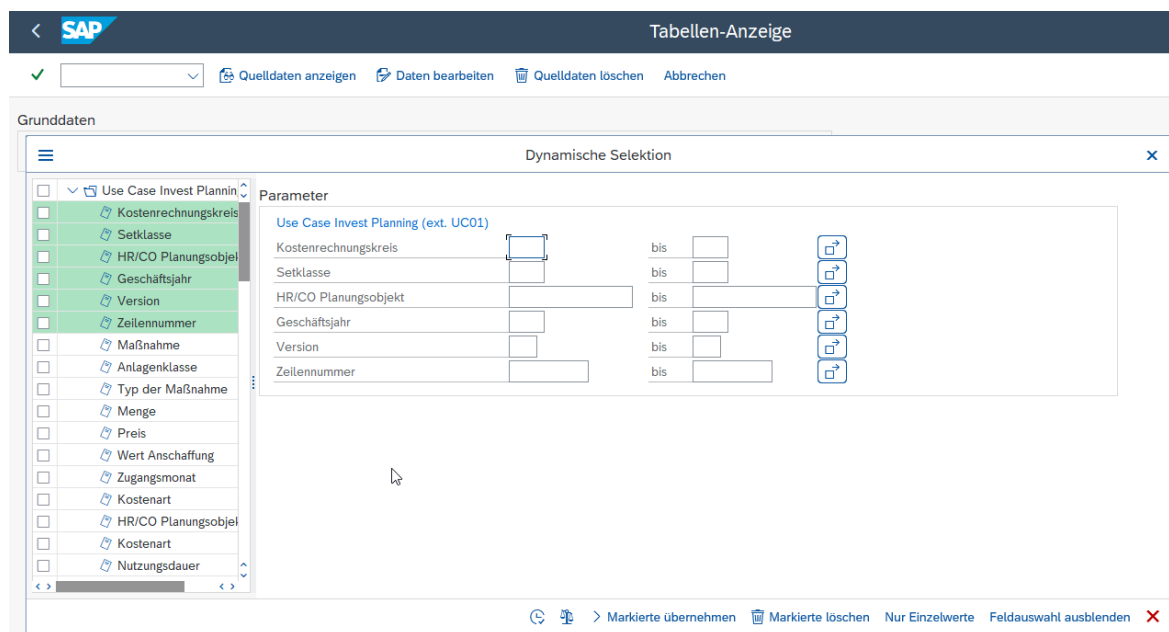 SAP
Tabellen-Anzeige
Quelldaten anzeigen
Daten bearbeiten
Quelldaten löschen
Abbrechen
Grunddaten
Dynamische Selektion
Use Case Invest Plannin
Kostenrechnungskreis
Setklasse
HR/CO Planungsobjek
Geschäftsjahr
Version
Zeilennummer
Maßnahme
Anlagenklasse
Typ der Maßnahme
Menge
Preis
Wert Anschaffung
Zugangsmonat
Kostenart
HR/CO Planungsobjek
Kostenart
Nutzungsdauer
Parameter
Use Case Invest Planning (ext. UC01)
Kostenrechnungskreis bis
Setklasse bis
HR/CO Planungsobjekt bis
Geschäftsjahr bis
Version bis
Zeilennummer bis
Markierte übernehmen
Markierte löschen
Nur Einzelwerte
Feldauswahl ausblenden